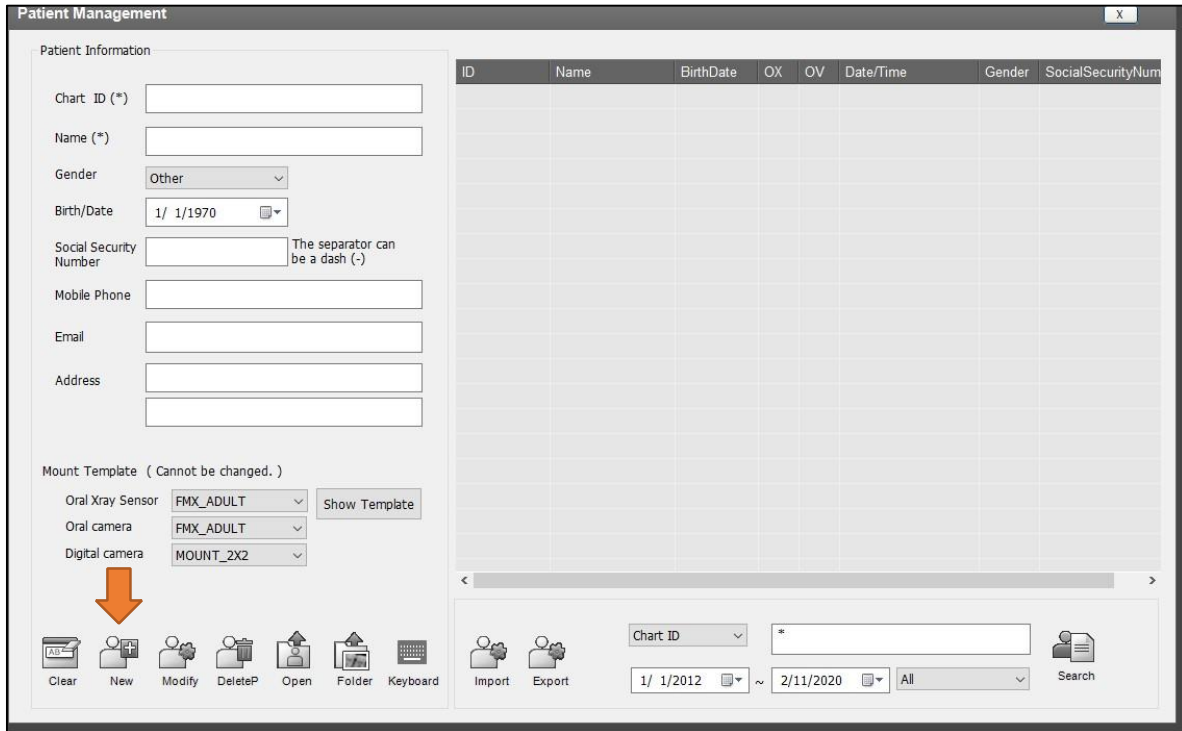 Patient Management
X
Patient Information
Chart ID (*)
Name (*)
Gender
Other
Birth/Date
1/ 1/1970
Social Security
Number
The separator can
be a dash (-)
Mobile Phone
Email
Address
Mount Template ( Cannot be changed. )
Oral Xray Sensor
FMX_ADULT
Show Template
Oral camera
FMX_ADULT
Digital camera
MOUNT_2X2
AB
Clear
New
Modify
DeleteP
Open
Folder
Keyboard
ID Name BirthDate OX OV Date/Time Gender SocialSecurityNum
Import
Export
Chart ID
*
1/ 1/2012 ~ 2/11/2020
All
Search